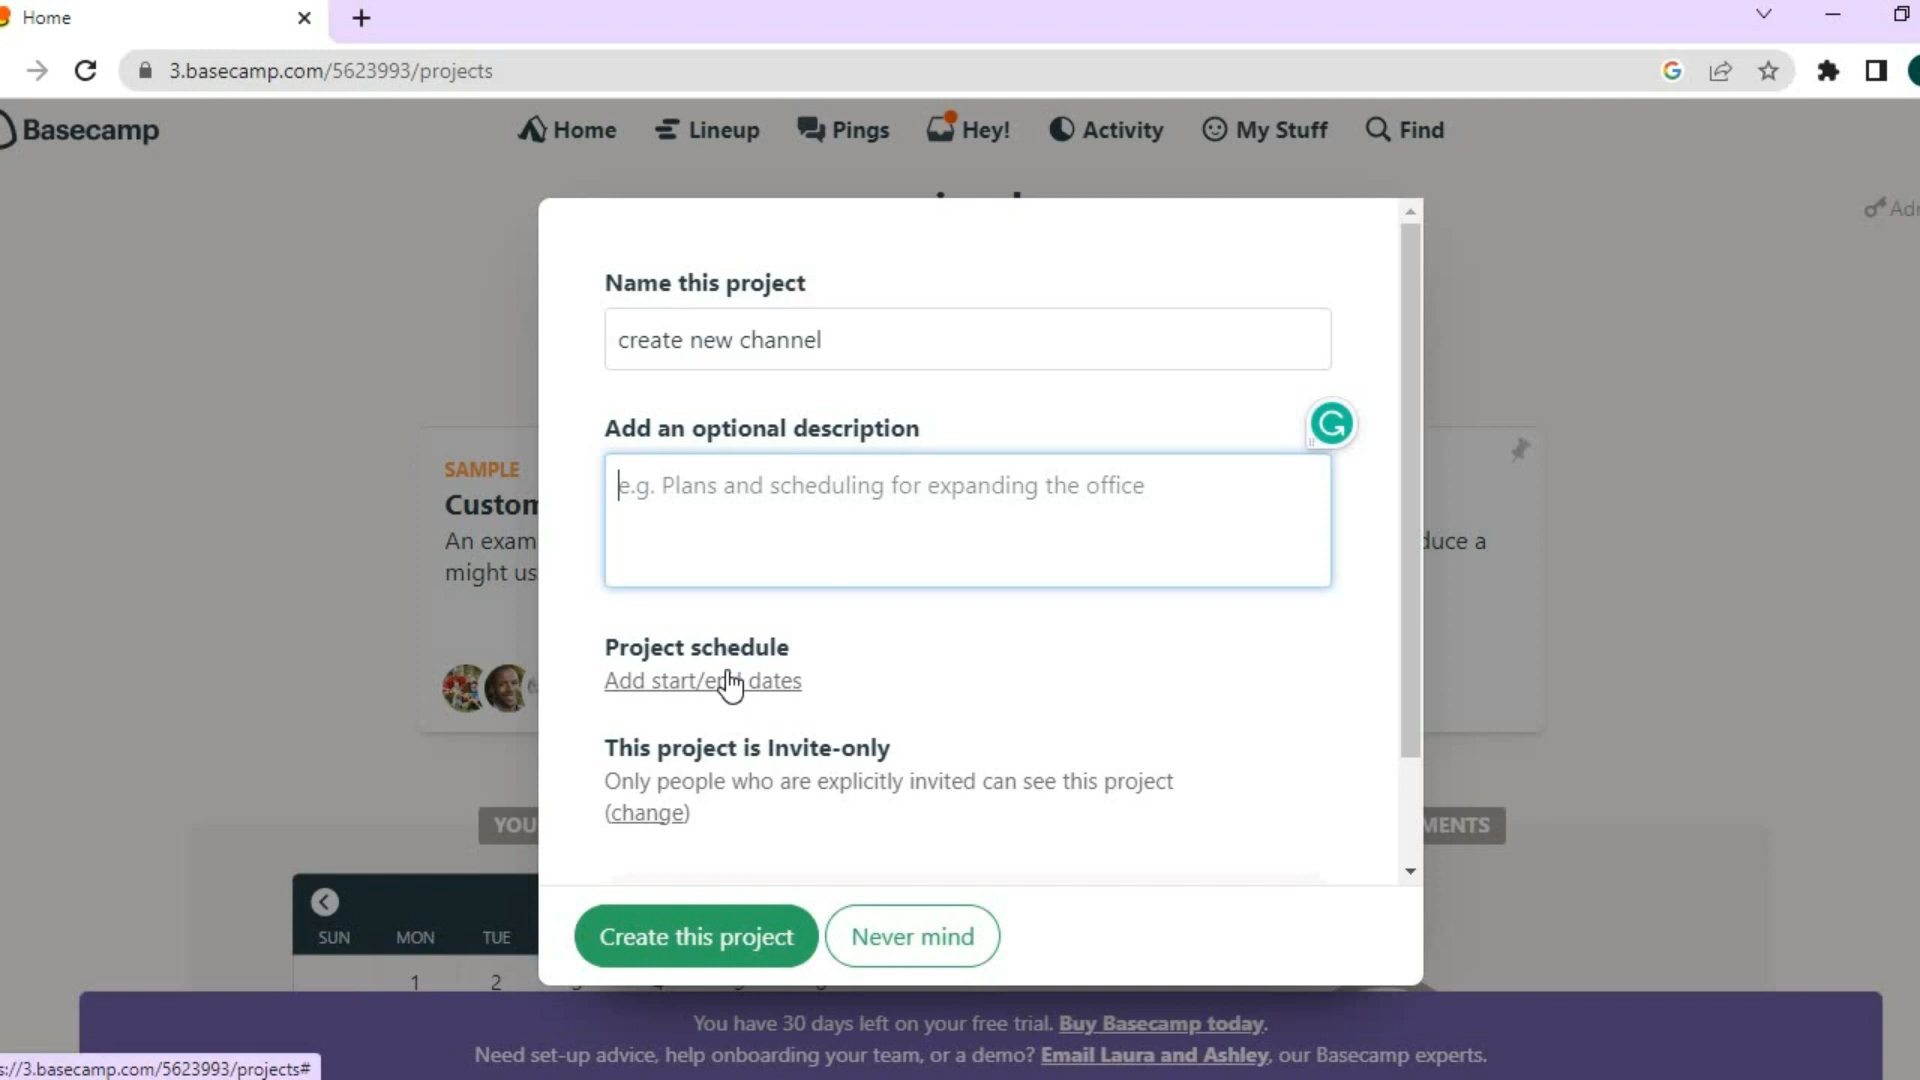 Home
3.basecamp.com/5623993/projects
Basecamp
Home
Lineup
Pings
Hey!
Activity
My Stuff
Find
Name this project
create new channel
Add an optional description
e.g. Plans and scheduling for expanding the office
SAMPLE
Custom
An exam
might us
duce a
Project schedule
Add start/end dates
This project is Invite-only
Only people who are explicitly invited can see this project
(change)
YOU
MENTS
SUN MON TUE
1 2
Create this project
Never mind
You have 30 days left on your free trial. Buy Basecamp today.
Need set-up advice, help onboarding your team, or a demo? Email Laura and Ashley, our Basecamp experts.
s://3.basecamp.com/5623993/projects#